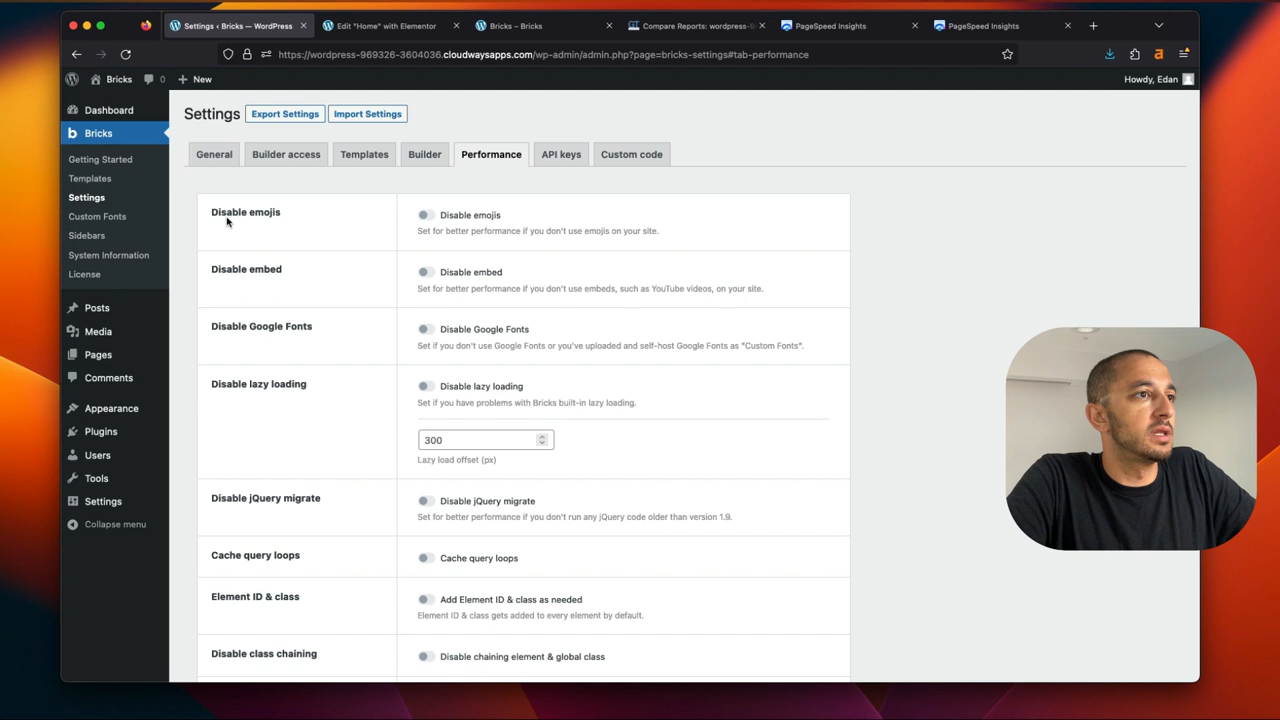 Settings ‹ Bricks — WordPress
Edit "Home" with Elementor
Bricks – Bricks
Compare Reports: wordpress-9
PageSpeed Insights
PageSpeed Insights
https://wordpress-969326-3604036.cloudwaysapps.com/wp-admin/admin.php?page=bricks-settings#tab-performance
Bricks
0
New
Howdy, Edan
Dashboard
Bricks
Getting Started
Templates
Settings
Custom Fonts
Sidebars
System Information
License
Posts
Media
Pages
Comments
Appearance
Plugins
Users
Tools
Settings
Collapse menu
Settings
Export Settings
Import Settings
General
Builder access
Templates
Builder
Performance
API keys
Custom code
Disable emojis
Disable emojis
Set for better performance if you don't use emojis on your site.
Disable embed
Disable embed
Set for better performance if you don't use embeds, such as YouTube videos, on your site.
Disable Google Fonts
Disable Google Fonts
Set if you don't use Google Fonts or you've uploaded and self-host Google Fonts as "Custom Fonts".
Disable lazy loading
Disable lazy loading
Set if you have problems with Bricks built-in lazy loading.
300
Lazy load offset (px)
Disable jQuery migrate
Disable jQuery migrate
Set for better performance if you don't run any jQuery code older than version 1.9.
Cache query loops
Cache query loops
Element ID & class
Add Element ID & class as needed
Element ID & class gets added to every element by default.
Disable class chaining
Disable chaining element & global class